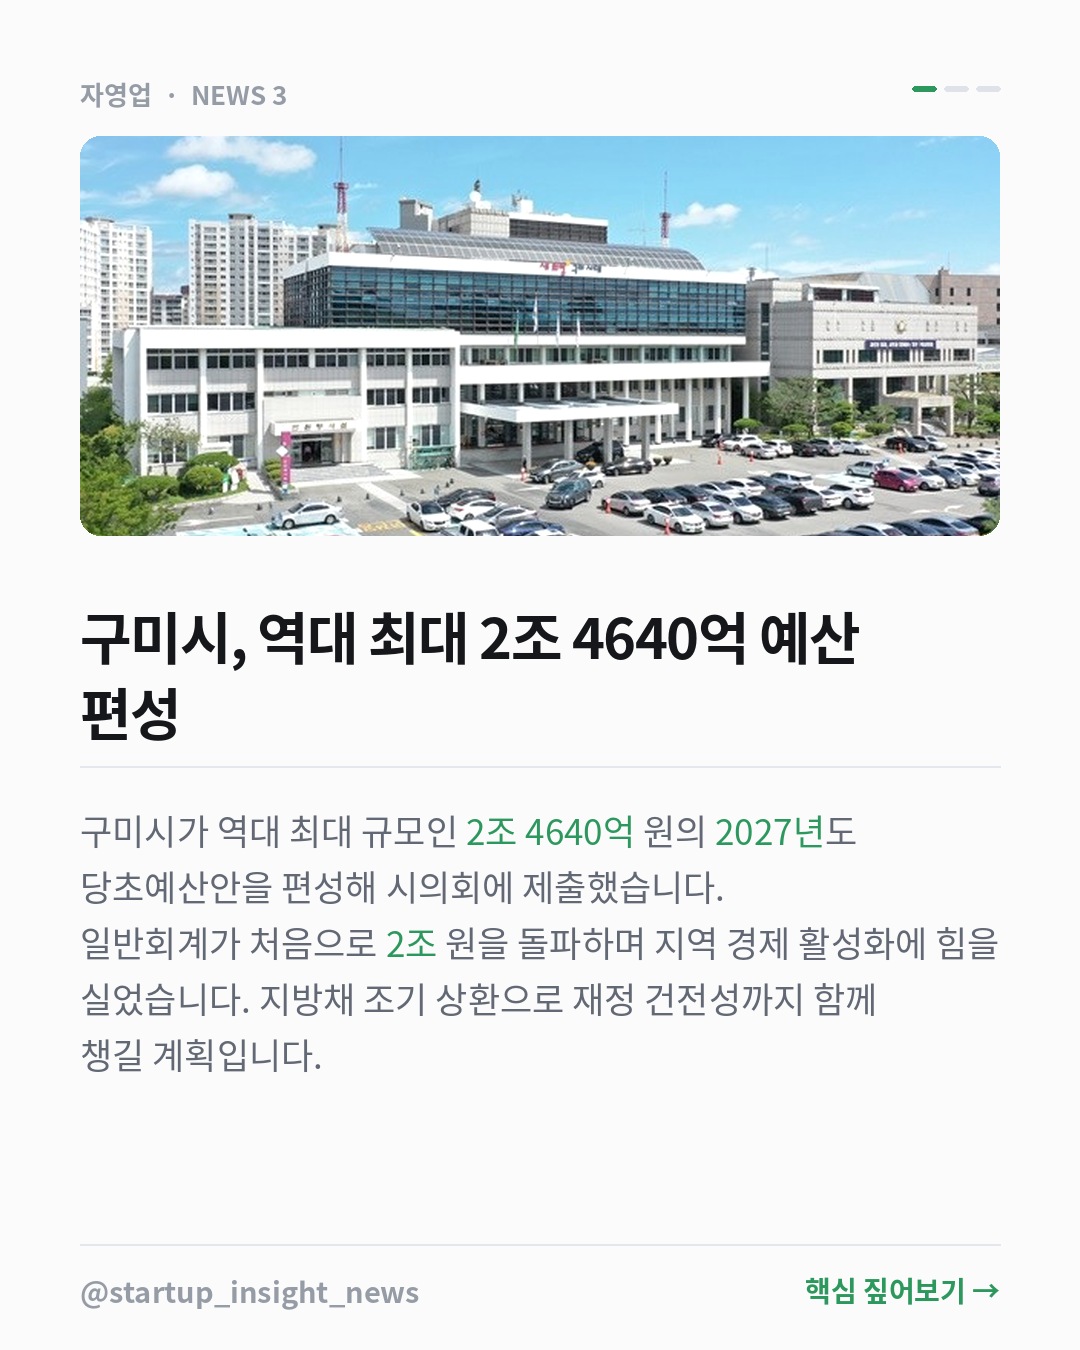 자영업 · NEWS 3
구미시, 역대 최대 2조 4640억 예산
편성
구미시가 역대 최대 규모인 2조 4640억 원의 2027년도
당초예산안을 편성해 시의회에 제출했습니다.
일반회계가 처음으로 2조 원을 돌파하며 지역 경제 활성화에 힘을
실었습니다. 지방채 조기 상환으로 재정 건전성까지 함께
챙길 계획입니다.
@startup_insight_news
핵심 짚어보기 →